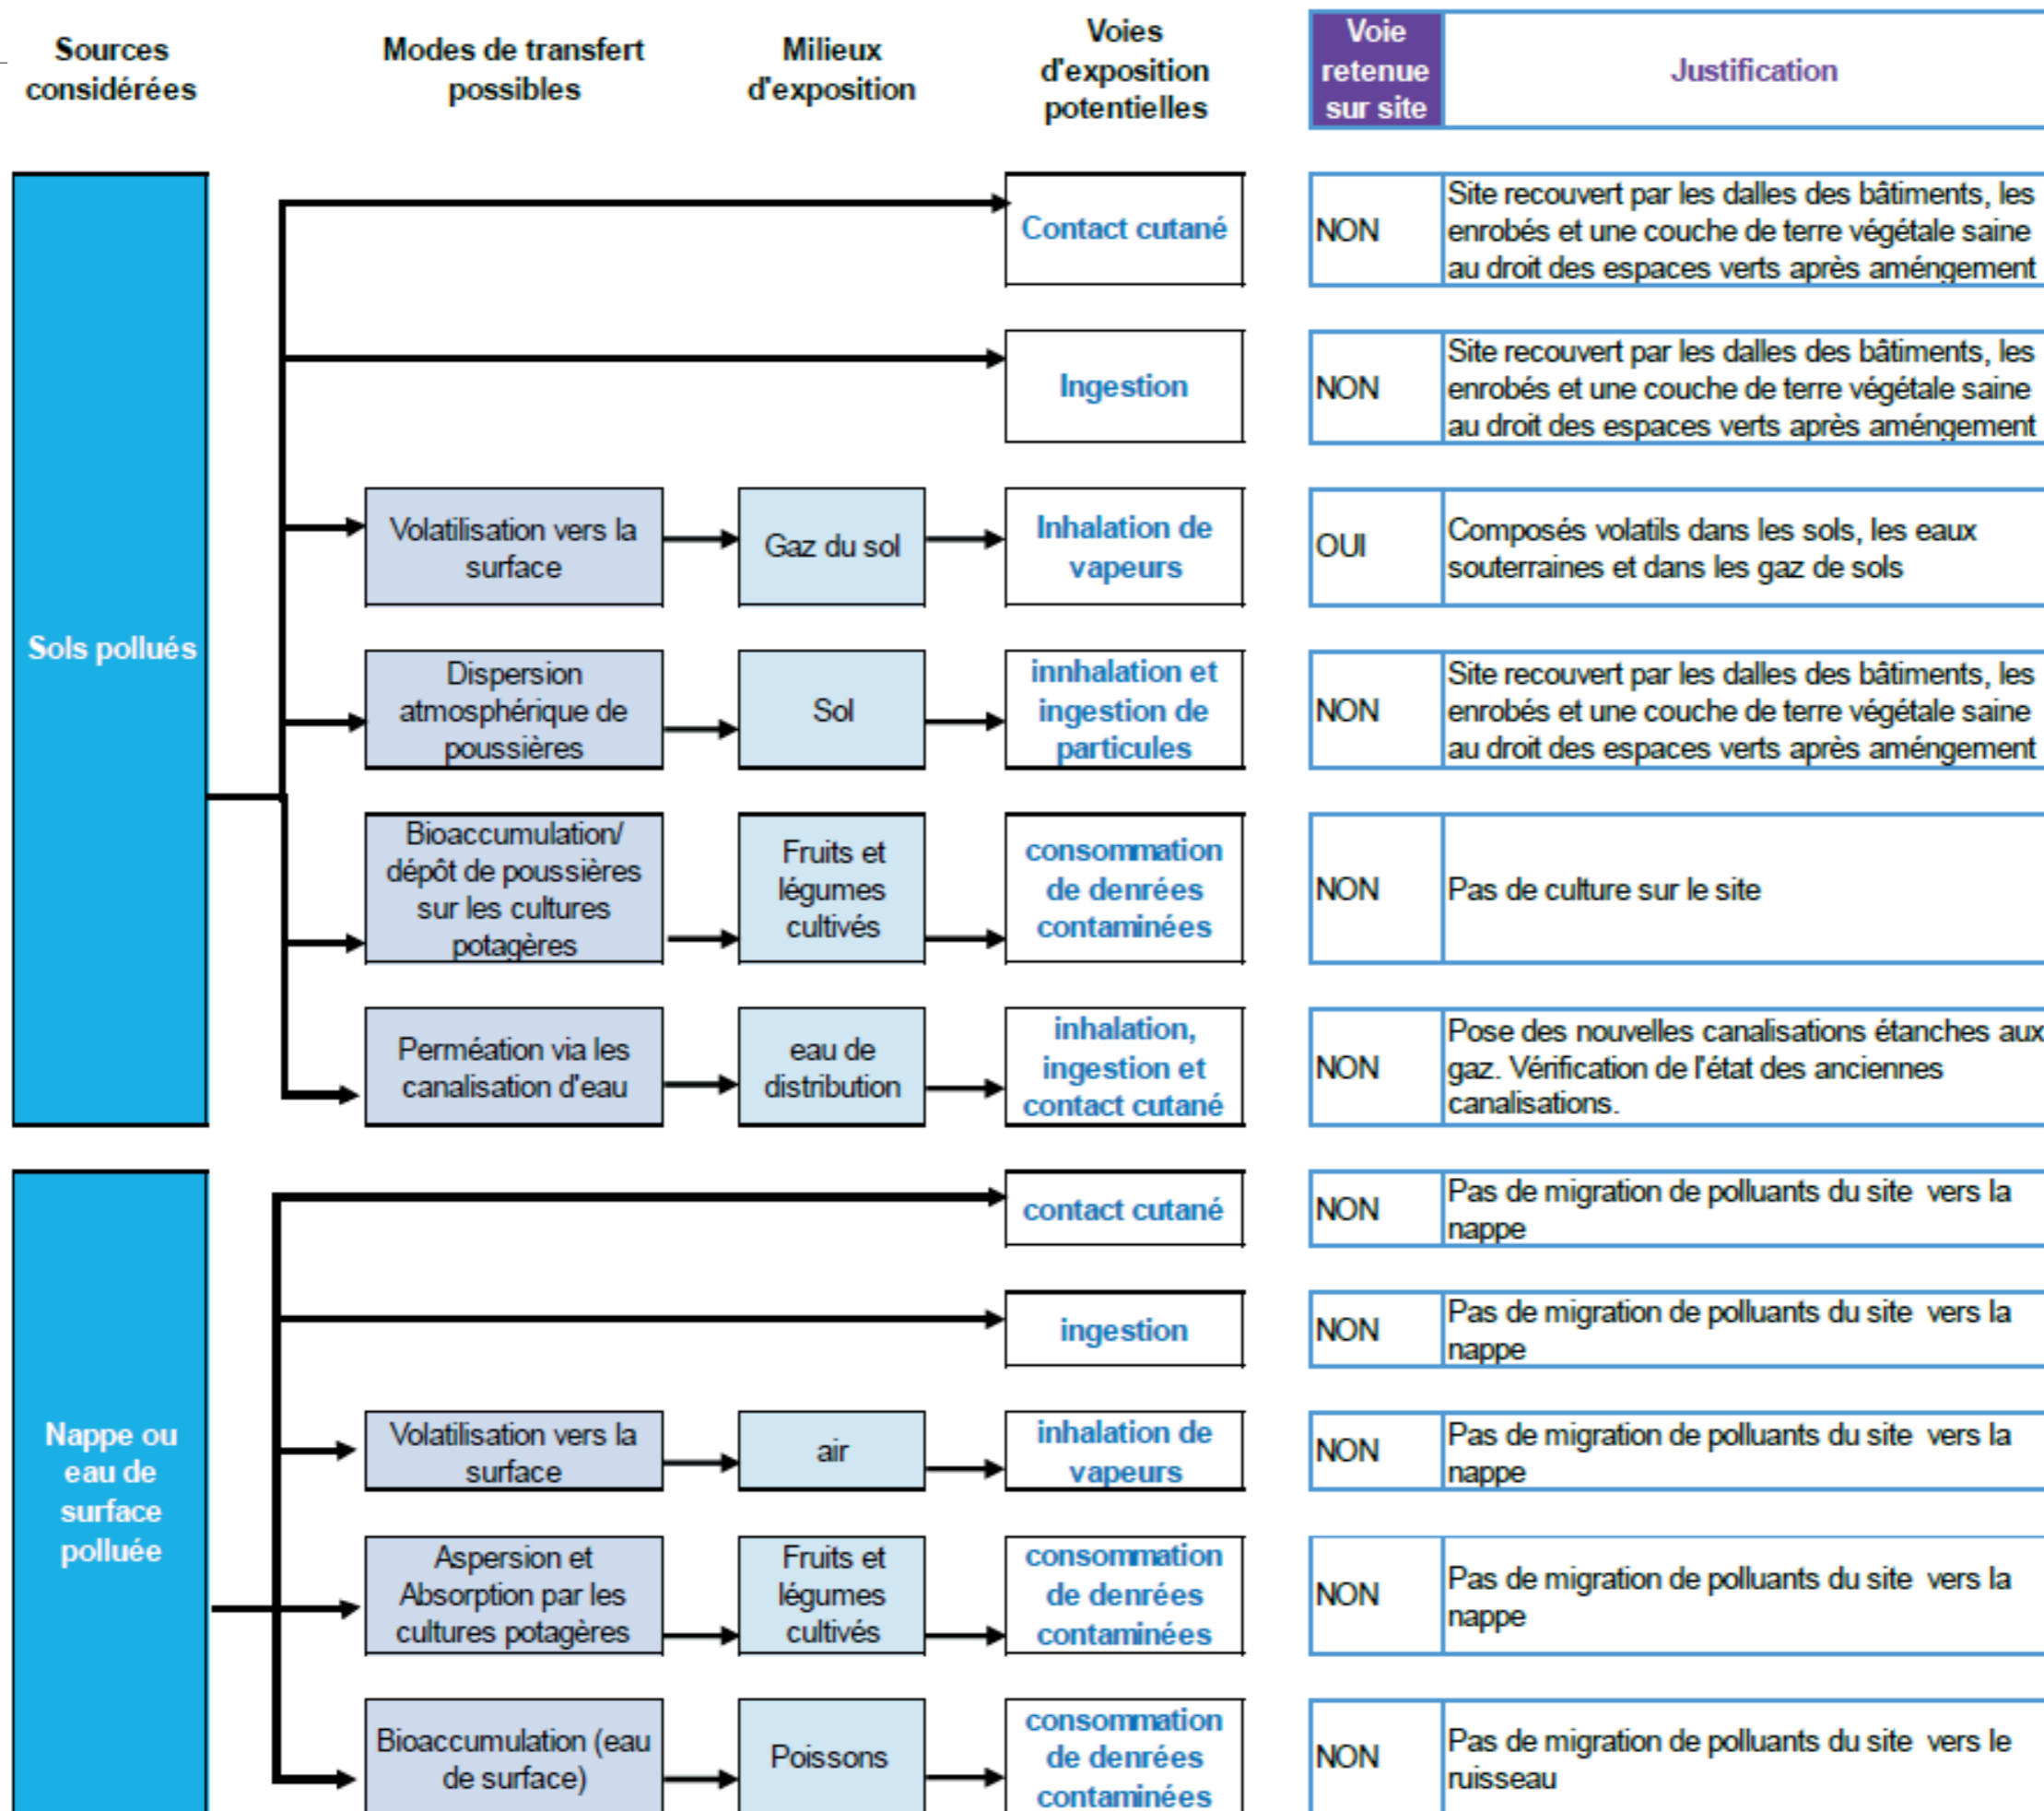 Sources
considérées
Modes de transfert
possibles
Milieux
d'exposition
Voies
d'exposition
potentielles
Voie
retenue
sur site
Justification
Sols pollués
Contact cutané
NON
Site recouvert par les dalles des bâtiments, les
enrobés et une couche de terre végétale saine
au droit des espaces verts après améngement
Ingestion
NON
Site recouvert par les dalles des bâtiments, les
enrobés et une couche de terre végétale saine
au droit des espaces verts après améngement
Volatilisation vers la
surface
Gaz du sol
Inhalation de
vapeurs
OUI
Composés volatils dans les sols, les eaux
souterraines et dans les gaz de sols
Dispersion
atmosphérique de
poussières
Sol
innhalation et
ingestion de
particules
NON
Site recouvert par les dalles des bâtiments, les
enrobés et une couche de terre végétale saine
au droit des espaces verts après améngement
Bioaccumulation/
dépôt de poussières
sur les cultures
potagères
Fruits et
légumes
cultivés
consommation
de denrées
contaminées
NON
Pas de culture sur le site
Perméation via les
canalisation d'eau
eau de
distribution
inhalation,
ingestion et
contact cutané
NON
Pose des nouvelles canalisations étanches aux
gaz. Vérification de l'état des anciennes
canalisations.
Nappe ou
eau de
surface
polluée
contact cutané
NON
Pas de migration de polluants du site vers la
nappe
ingestion
NON
Pas de migration de polluants du site vers la
nappe
Volatilisation vers la
surface
air
inhalation de
vapeurs
NON
Pas de migration de polluants du site vers la
nappe
Aspersion et
Absorption par les
cultures potagères
Fruits et
légumes
cultivés
consommation
de denrées
contaminées
NON
Pas de migration de polluants du site vers la
nappe
Bioaccumulation (eau
de surface)
Poissons
consommation
de denrées
contaminées
NON
Pas de migration de polluants du site vers le
ruisseau